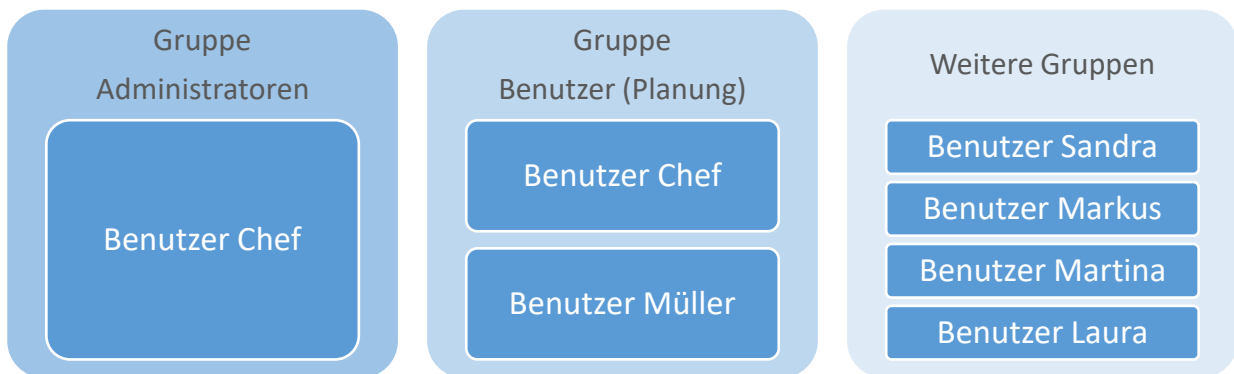 Gruppe
Administratoren
Benutzer Chef
Gruppe
Benutzer (Planung)
Benutzer Chef
Benutzer Müller
Weitere Gruppen
Benutzer Sandra
Benutzer Markus
Benutzer Martina
Benutzer Laura